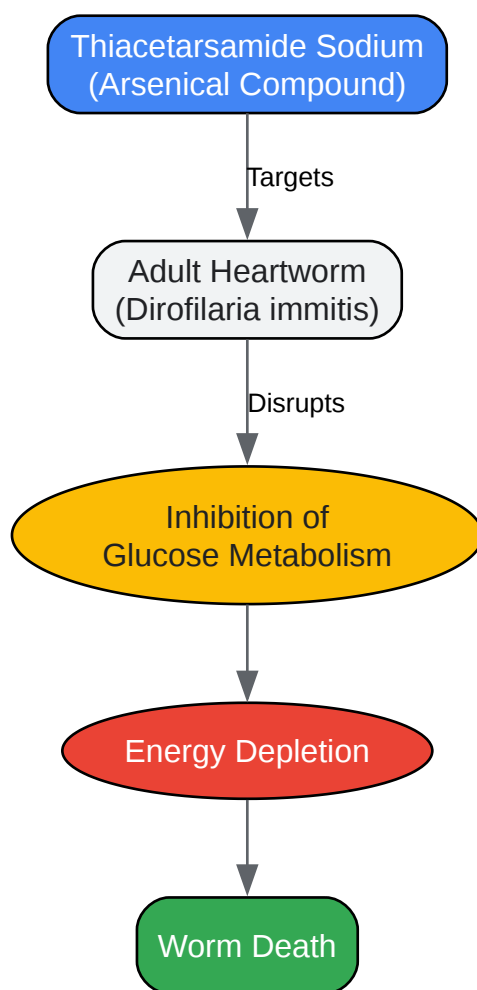 Thiacetarsamide Sodium
(Arsenical Compound)
Targets
Adult Heartworm
(Dirofilaria immitis)
Disrupts
Inhibition of
Glucose Metabolism
Energy Depletion
Worm Death